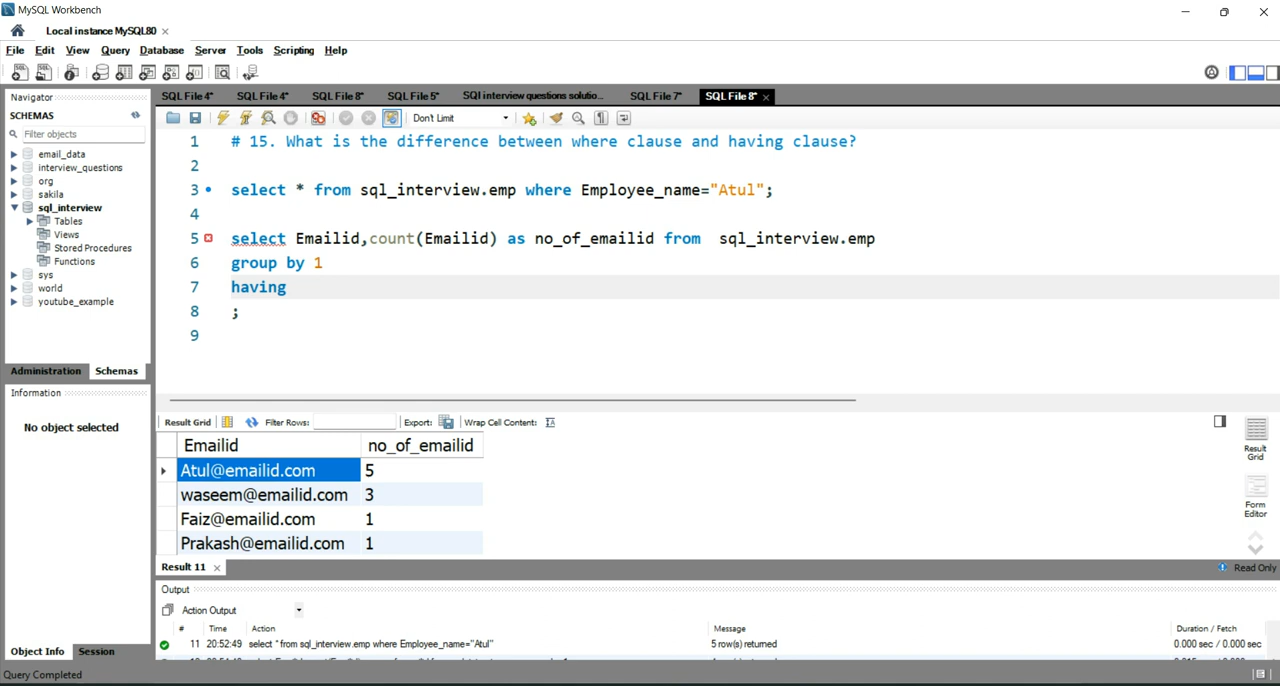 MySQL Workbench
Local instance MySQL80
File Edit View Query Database Server Tools Scripting Help
Navigator
SCHEMAS
Filter objects
email_data
interview_questions
org
sakila
sql_interview
Tables
Views
Stored Procedures
Functions
sys
world
youtube_example
Administration Schemas
Information
No object selected
Object Info Session
SQL File 4* SQL File 4* SQL File 8* SQL File 5* SQl interview questions solutio... SQL File 7* SQL File 8*
Don't Limit
1 # 15. What is the difference between where clause and having clause?
2
3 select * from sql_interview.emp where Employee_name="Atul";
4
5 select Emailid,count(Emailid) as no_of_emailid from sql_interview.emp
6 group by 1
7 having
8 ;
9
Result Grid Filter Rows: Export: Wrap Cell Content:
Emailid no_of_emailid
Atul@emailid.com 5
waseem@emailid.com 3
Faiz@emailid.com 1
Prakash@emailid.com 1
Result Grid
Form Editor
Result 11 Read Only
Output
Action Output
# Time Action Message Duration / Fetch
11 20:52:49 select * from sql_interview.emp where Employee_name="Atul" 5 row(s) returned 0.000 sec / 0.000 sec
Query Completed